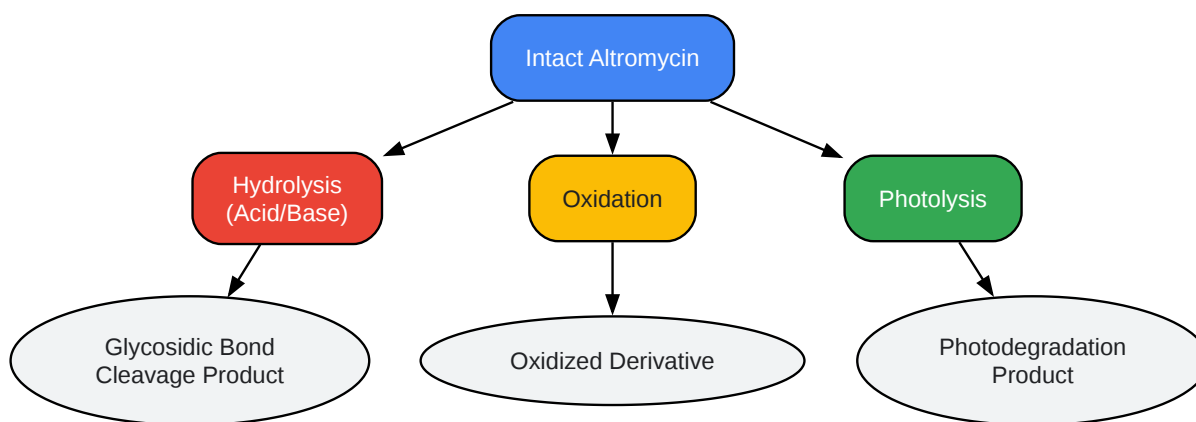 Intact Altromycin
Hydrolysis
(Acid/Base)
Oxidation
Photolysis
Glycosidic Bond
Cleavage Product
Oxidized Derivative
Photodegradation
Product